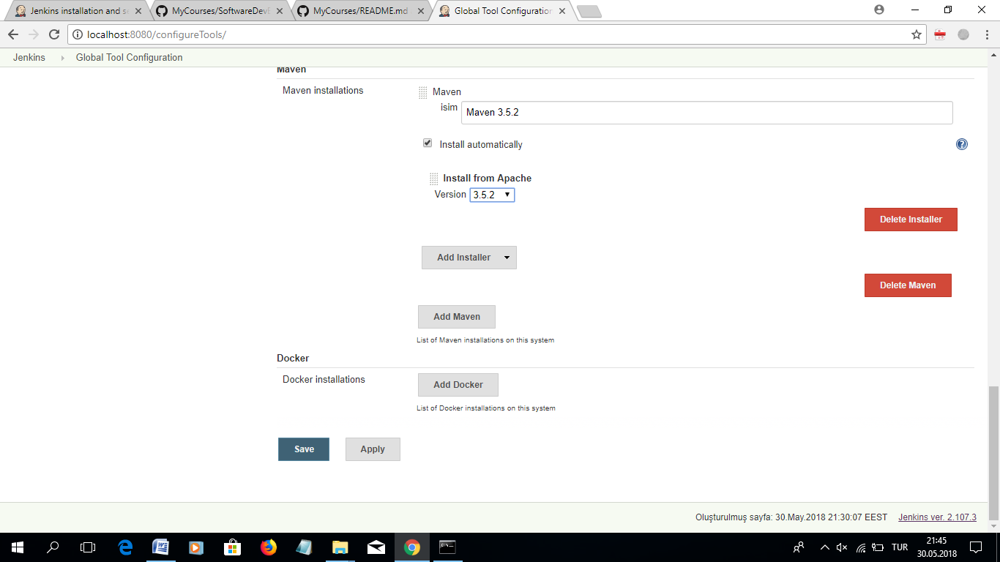 Jenkins installation and se
MyCourses/SoftwareDevE
MyCourses/README.md
Global Tool Configuration
localhost:8080/configureTools/
Jenkins
Global Tool Configuration
Maven
Maven installations
Maven
isim
Maven 3.5.2
Install automatically
?
Install from Apache
Version
3.5.2
Delete Installer
Add Installer
Delete Maven
Add Maven
List of Maven installations on this system
Docker
Docker installations
Add Docker
List of Docker installations on this system
Save
Apply
Oluşturulmuş sayfa: 30.May.2018 21:30:07 EEST
Jenkins ver. 2.107.3
TUR
21:45
30.05.2018